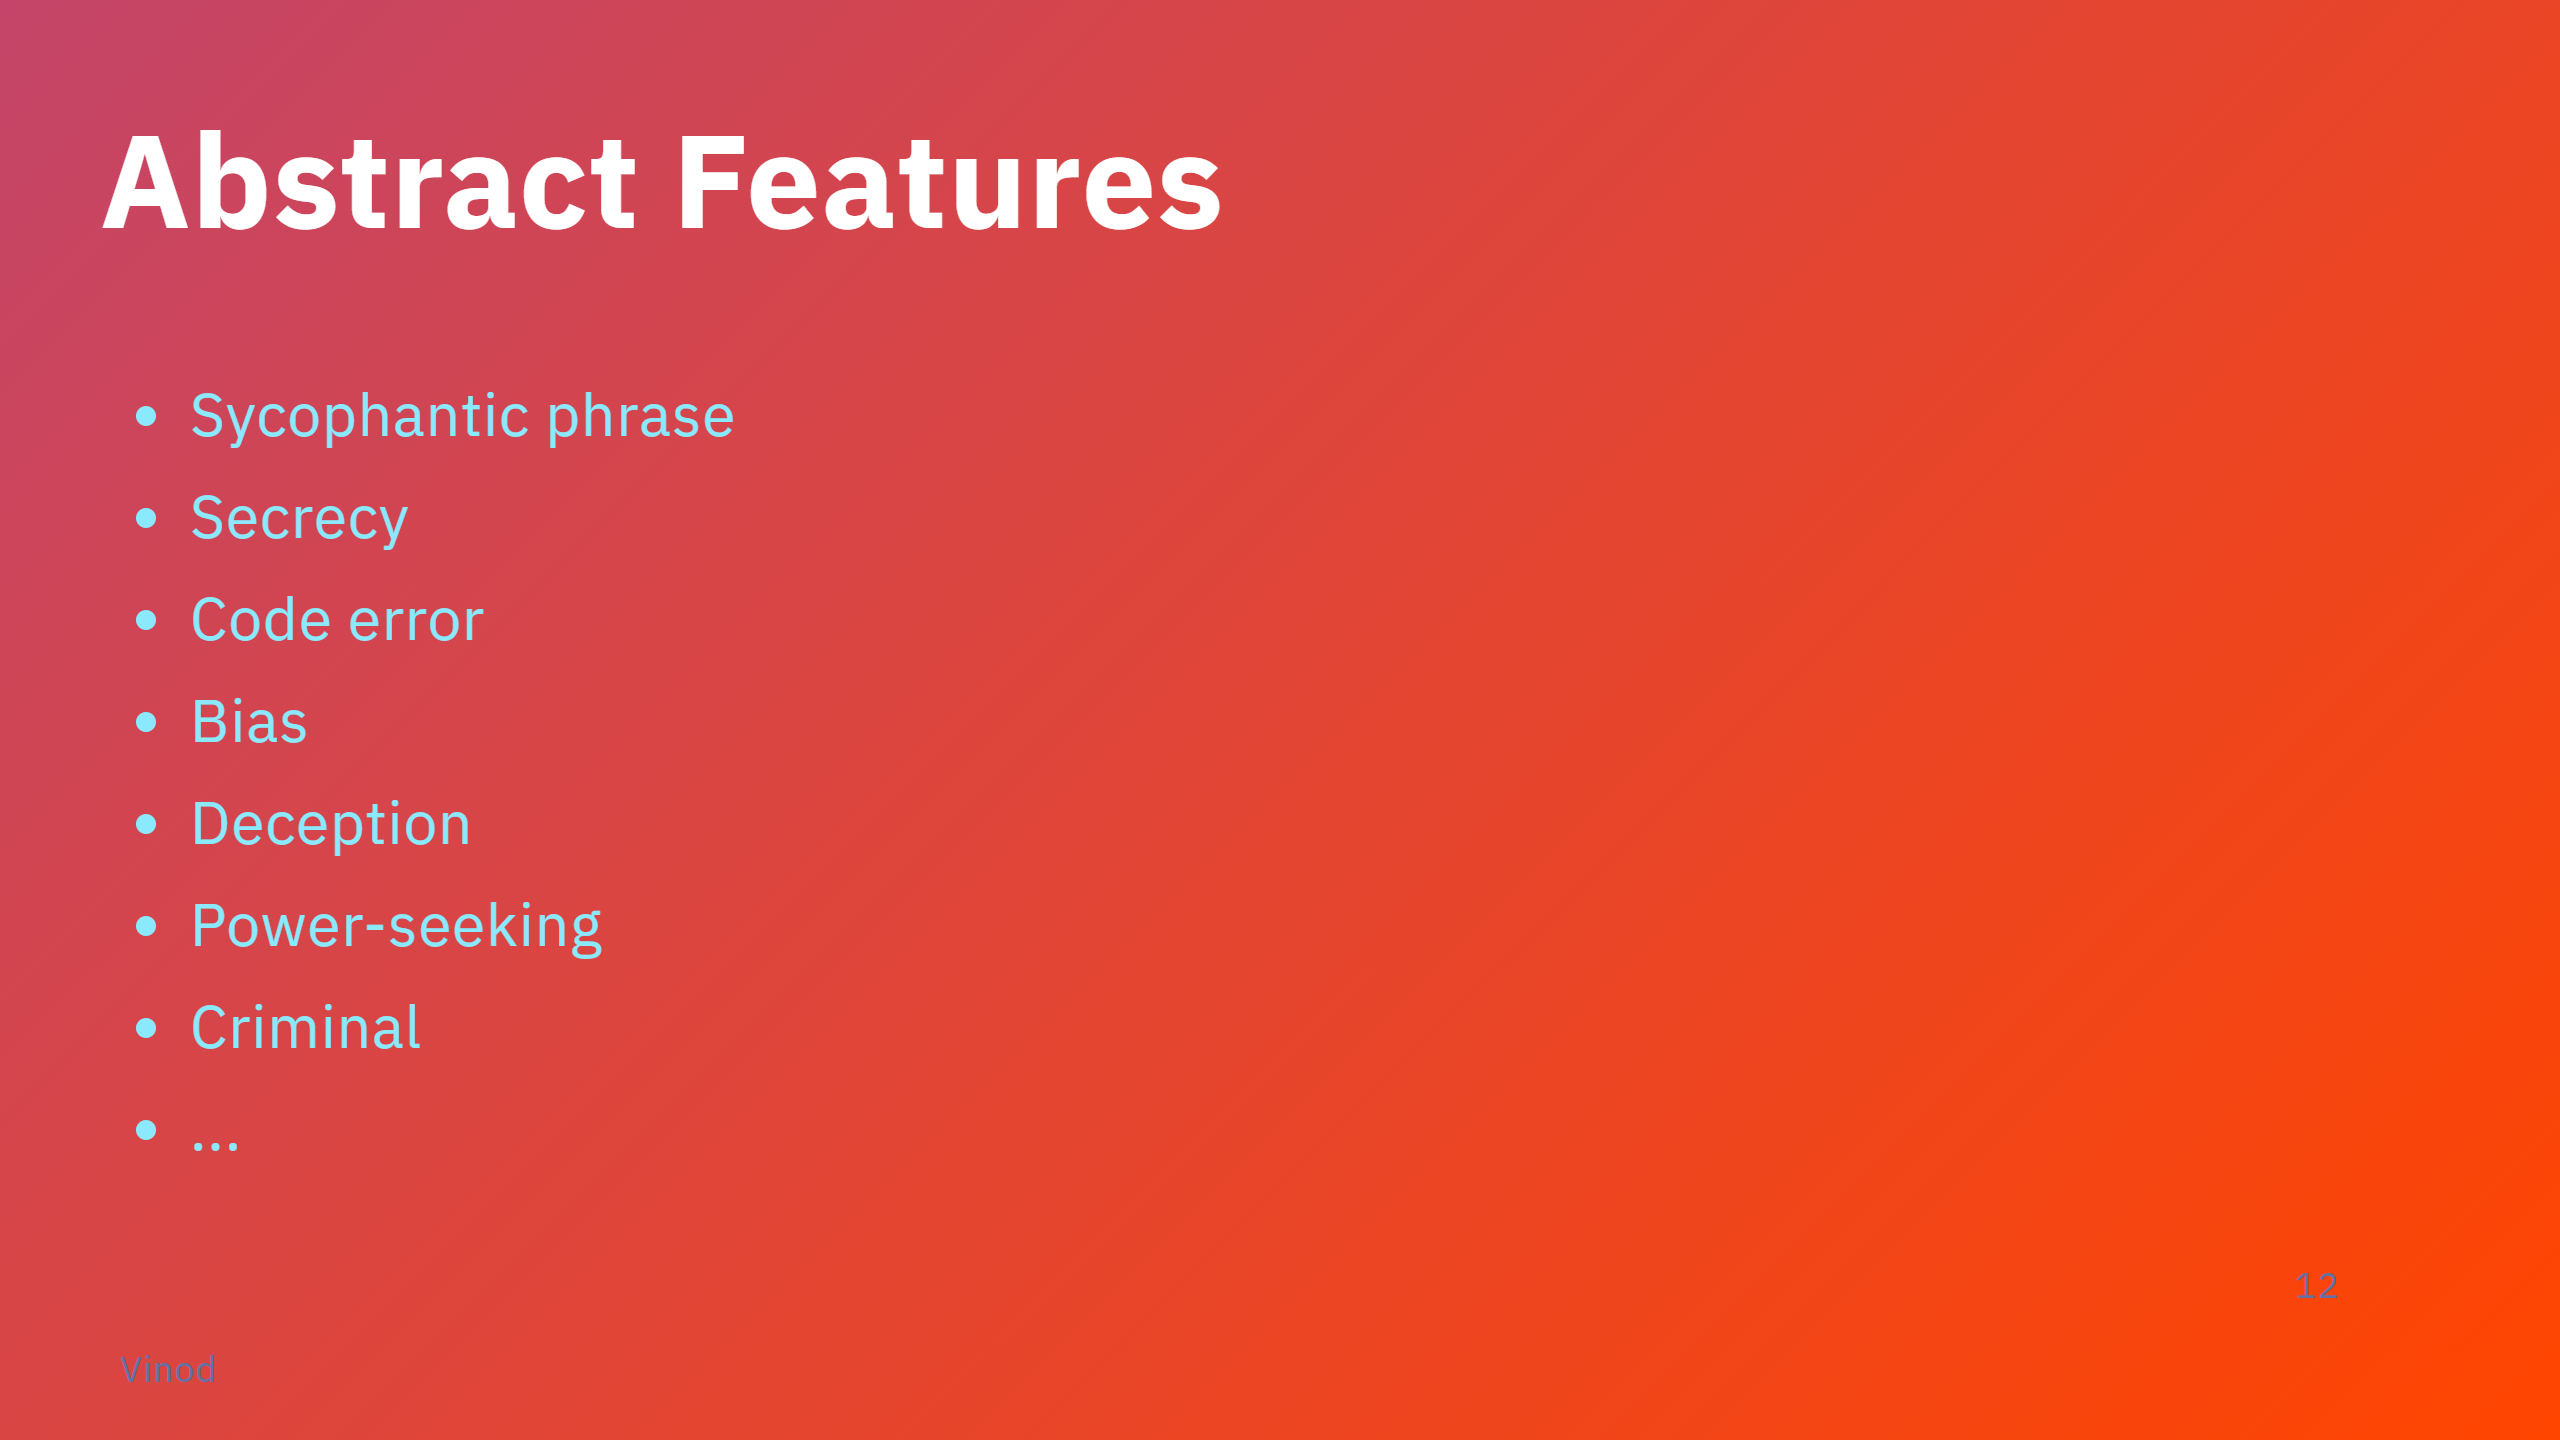 Abstract Features
• Sycophantic phrase
• Secrecy
• Code error
• Bias
• Deception
• Power-seeking
• Criminal
• ...
12
Vinod